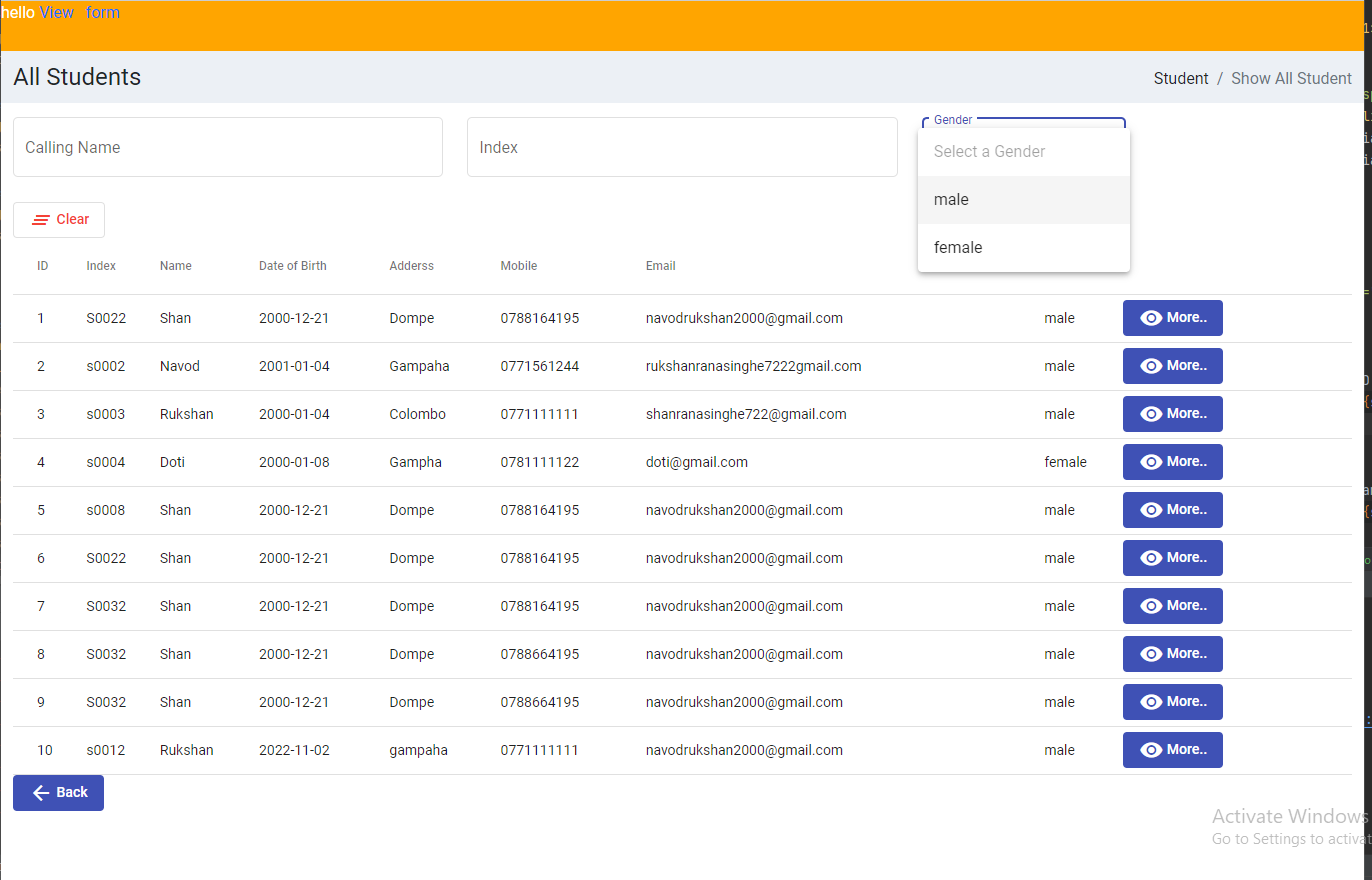 hello View form
All Students
Student / Show All Student
Calling Name
Index
Gender
Select a Gender
male
female
Clear
ID Index Name Date of Birth Adderss Mobile Email
1 S0022 Shan 2000-12-21 Dompe 0788164195 navodrukshan2000@gmail.com male More..
2 s0002 Navod 2001-01-04 Gampaha 0771561244 rukshanranasinghe7222gmail.com male More..
3 s0003 Rukshan 2000-01-04 Colombo 0771111111 shanranasinghe722@gmail.com male More..
4 s0004 Doti 2000-01-08 Gampha 0781111122 doti@gmail.com female More..
5 s0008 Shan 2000-12-21 Dompe 0788164195 navodrukshan2000@gmail.com male More..
6 S0022 Shan 2000-12-21 Dompe 0788164195 navodrukshan2000@gmail.com male More..
7 S0032 Shan 2000-12-21 Dompe 0788164195 navodrukshan2000@gmail.com male More..
8 S0032 Shan 2000-12-21 Dompe 0788664195 navodrukshan2000@gmail.com male More..
9 S0032 Shan 2000-12-21 Dompe 0788664195 navodrukshan2000@gmail.com male More..
10 s0012 Rukshan 2022-11-02 gampaha 0771111111 navodrukshan2000@gmail.com male More..
Back
Activate Windows
Go to Settings to activat